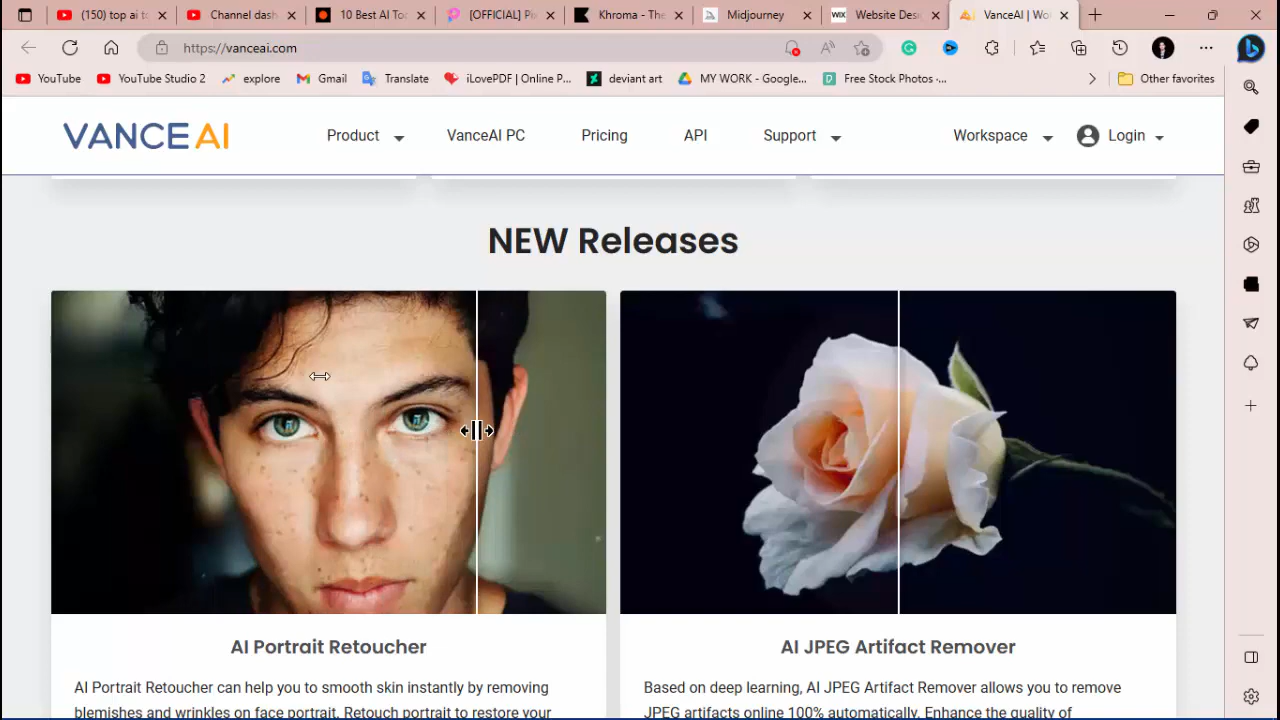 (150) top ai t
Channel dash
10 Best AI Too
[OFFICIAL] Pi
Khroma - The
Midjourney
WIX
Website Des
VanceAI | Wo
https://vanceai.com
YouTube
YouTube Studio 2
explore
Gmail
Translate
iLovePDF | Online P...
deviant art
MY WORK - Google...
Free Stock Photos -...
Other favorites
VANCE AI
Product
VanceAI PC
Pricing
API
Support
Workspace
Login
NEW Releases
AI Portrait Retoucher
AI JPEG Artifact Remover
AI Portrait Retoucher can help you to smooth skin instantly by removing
blemishes and wrinkles on face portrait. Retouch portrait to restore your
Based on deep learning, AI JPEG Artifact Remover allows you to remove
JPEG artifacts online 100% automatically. Enhance the quality of